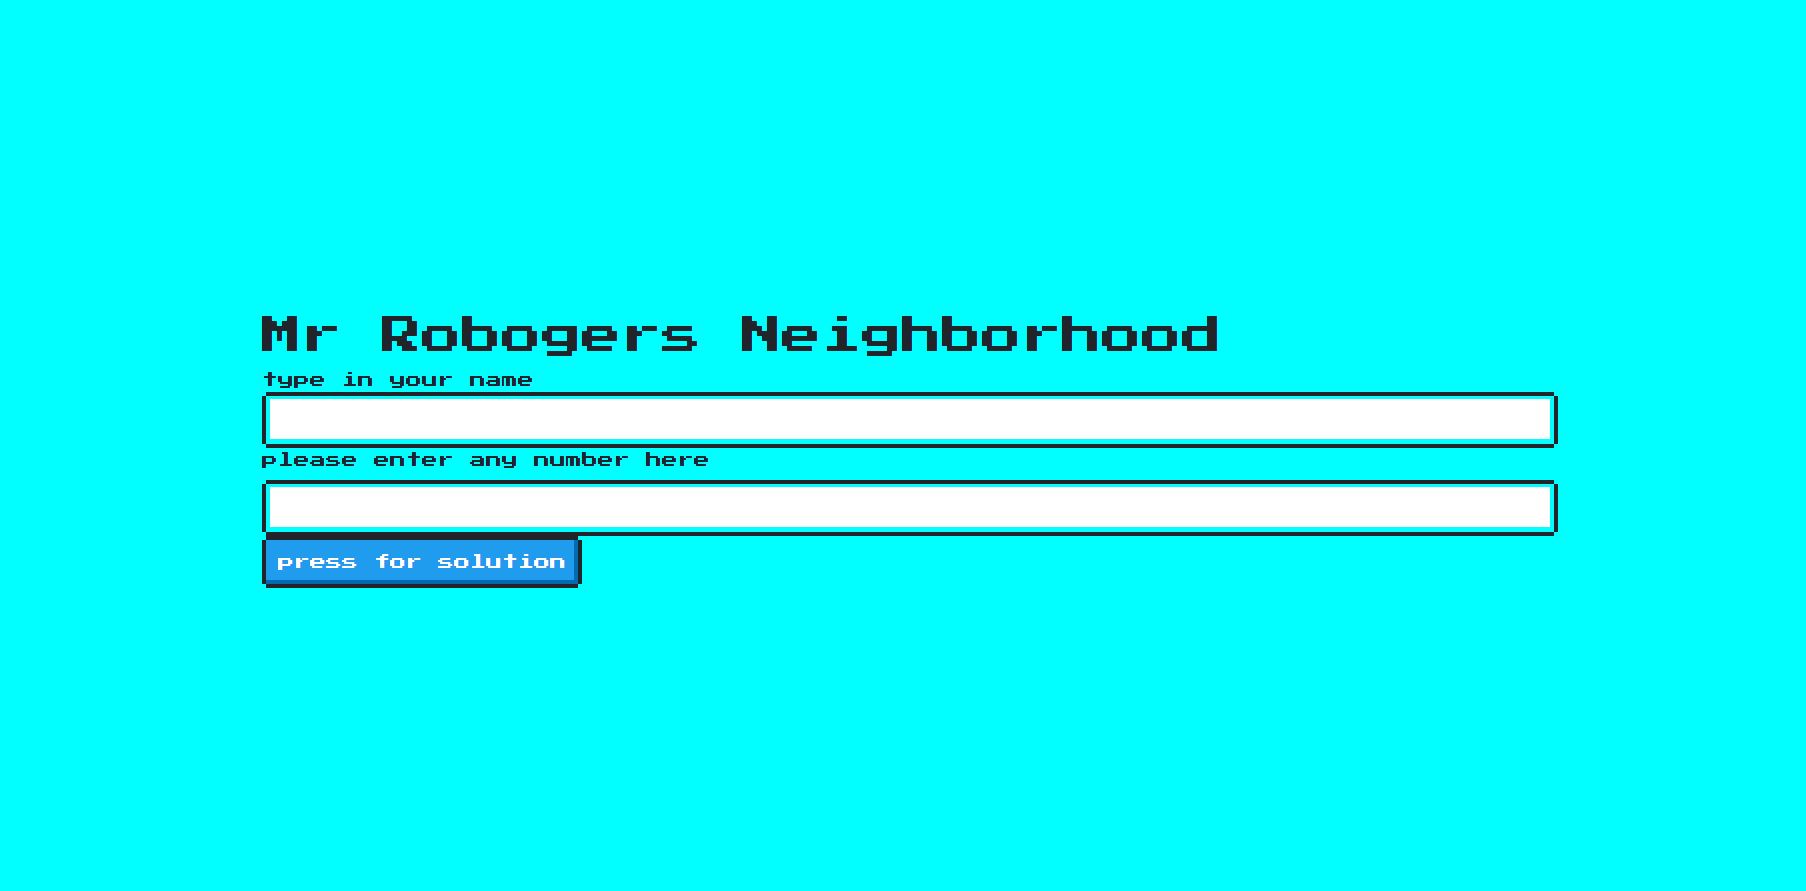 Mr Robogers Neighborhood
type in your name
please enter any number here
press for solution